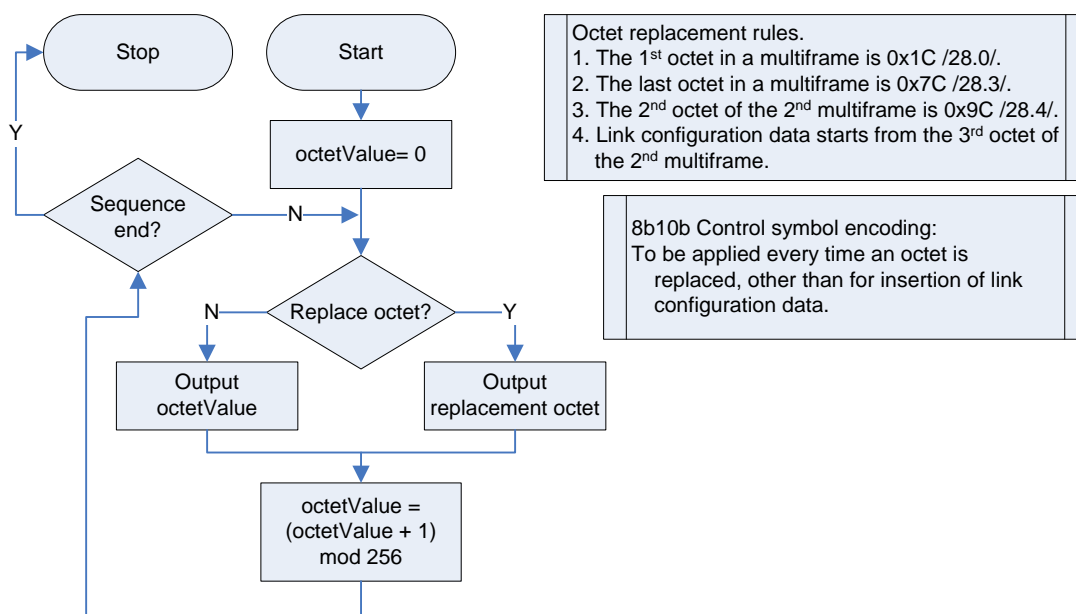 Stop
Start
Octet replacement rules.
1. The 1st octet in a multiframe is 0x1C /28.0/.
2. The last octet in a multiframe is 0x7C /28.3/.
3. The 2nd octet of the 2nd multiframe is 0x9C /28.4/.
4. Link configuration data starts from the 3rd octet of
the 2nd multiframe.
Y
octetValue= 0
Sequence
end?
N
8b10b Control symbol encoding:
To be applied every time an octet is
replaced, other than for insertion of link
configuration data.
N
Replace octet?
Y
Output
octetValue
Output
replacement octet
octetValue =
(octetValue + 1)
mod 256